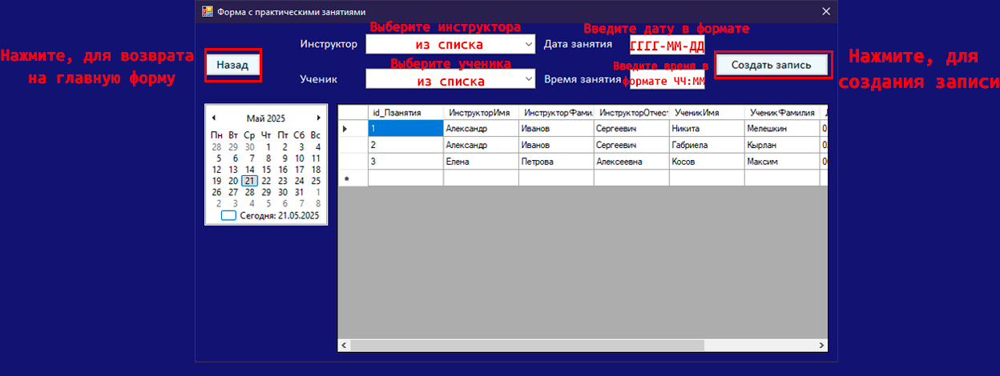 Форма с практическими занятиями
Выберите инструктора
Введите дату в формате
Инструктор
из списка
Дата занятия
ГГГГ-ММ-ДД
Нажмите, для возврата
на главную форму
Назад
Выберите ученика
Введите время в
Создать запись
Нажмите, для
создания записи
Ученик
из списка
Время занятия
формате ЧЧ:ММ
Май 2025
Пн Вт Ср Чт Пт Сб Вс
28 29 30 1 2 3 4
5 6 7 8 9 10 11
12 13 14 15 16 17 18
19 20 21 22 23 24 25
26 27 28 29 30 31 1
2 3 4 5 6 7 8
Сегодня: 21.05.2025
id_Пзанятия ИнструкторИмя ИнструкторФамил ИнструкторОтчест УченикИмя УченикФамилия
1 Александр Иванов Сергеевич Никита Мелешкин
2 Александр Иванов Сергеевич Габриела Кырлан
3 Елена Петрова Алексеевна Косов Максим